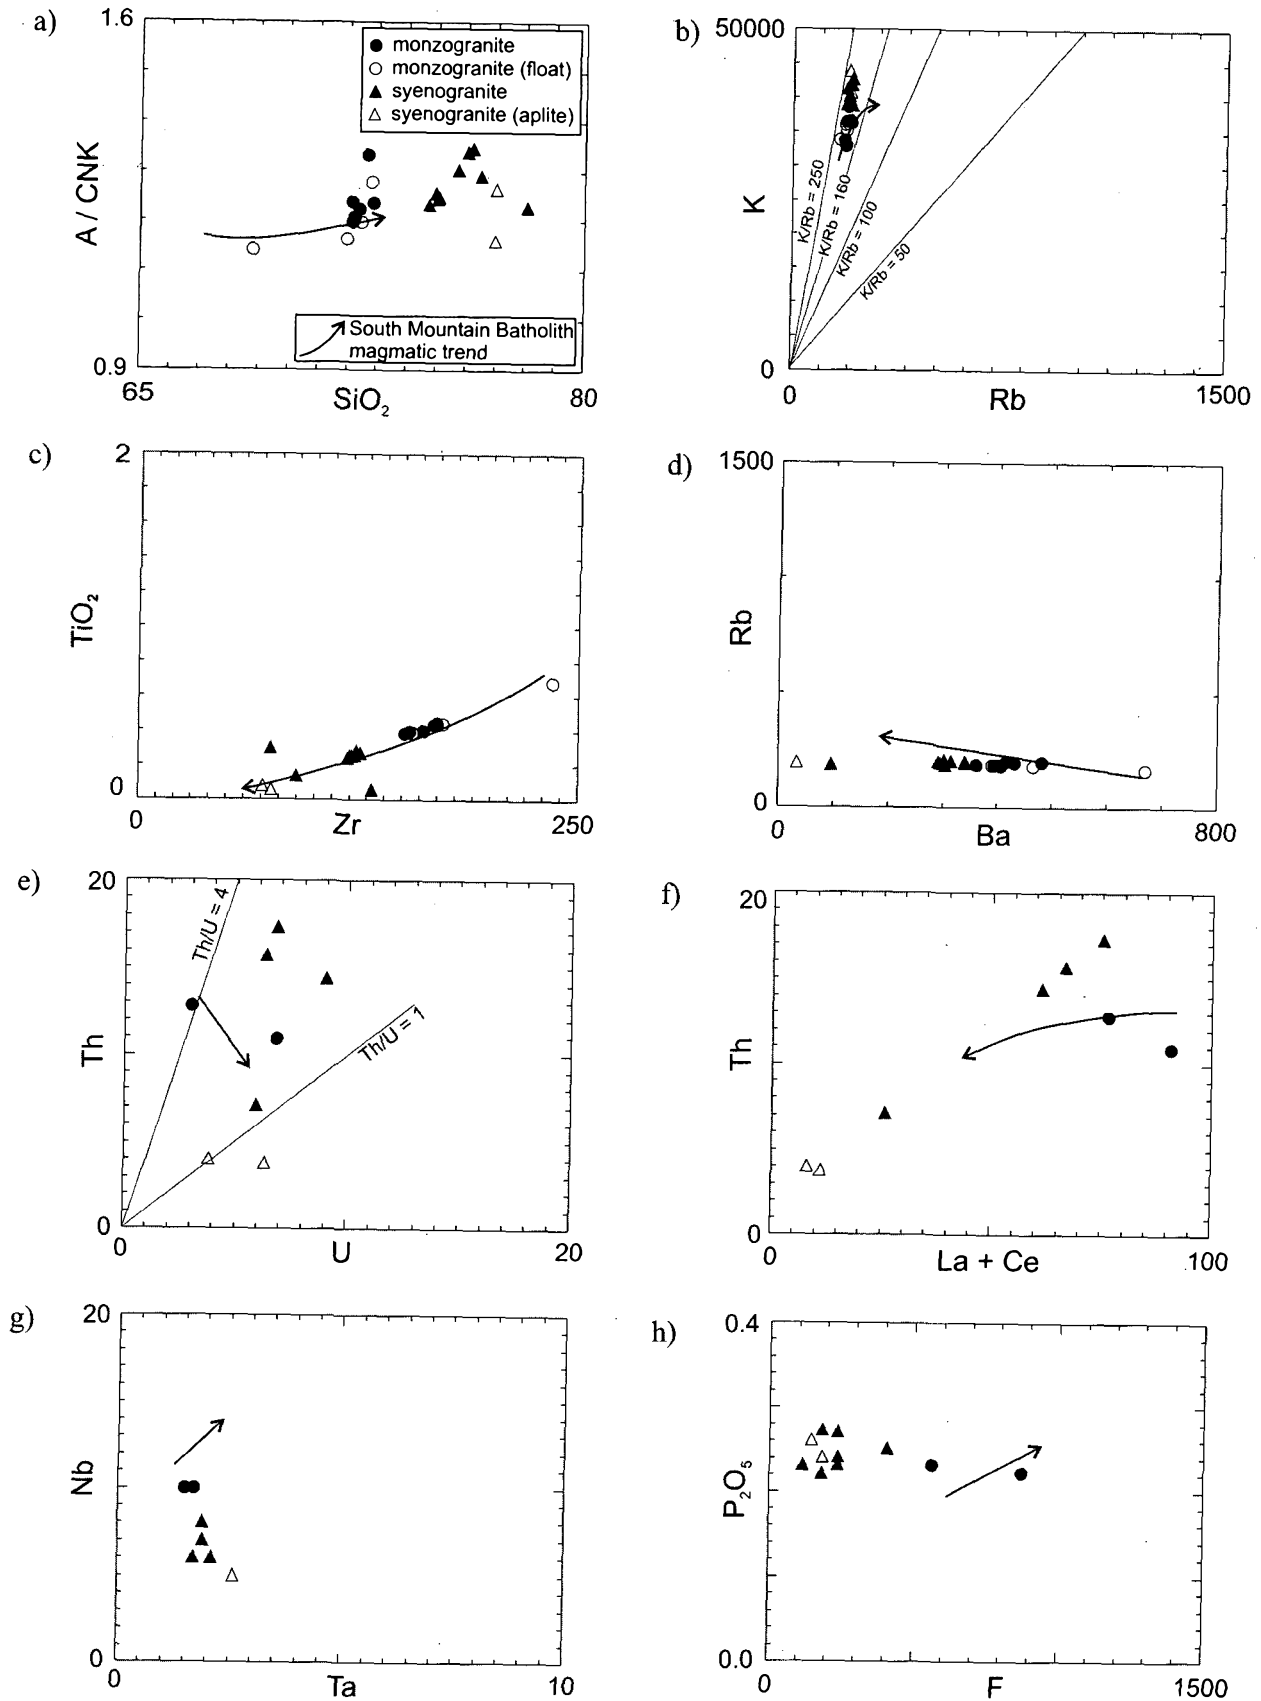 a)
1.6
monzogranite
monzogranite (float)
syenogranite
syenogranite (aplite)
A / CNK
South Mountain Batholith
magmatic trend
0.9
65
SiO₂
80
b)
50000
K
K/Rb = 250
K/Rb = 160
K/Rb = 100
K/Rb = 50
0
0
Rb
1500
c)
2
TiO₂
0
0
Zr
250
d)
1500
Rb
0
0
Ba
800
e)
20
Th
Th/U = 4
Th/U = 1
0
0
U
20
f)
20
Th
0
0
La + Ce
100
g)
20
Nb
0
0
Ta
10
h)
0.4
P₂O₅
0.0
0
F
1500